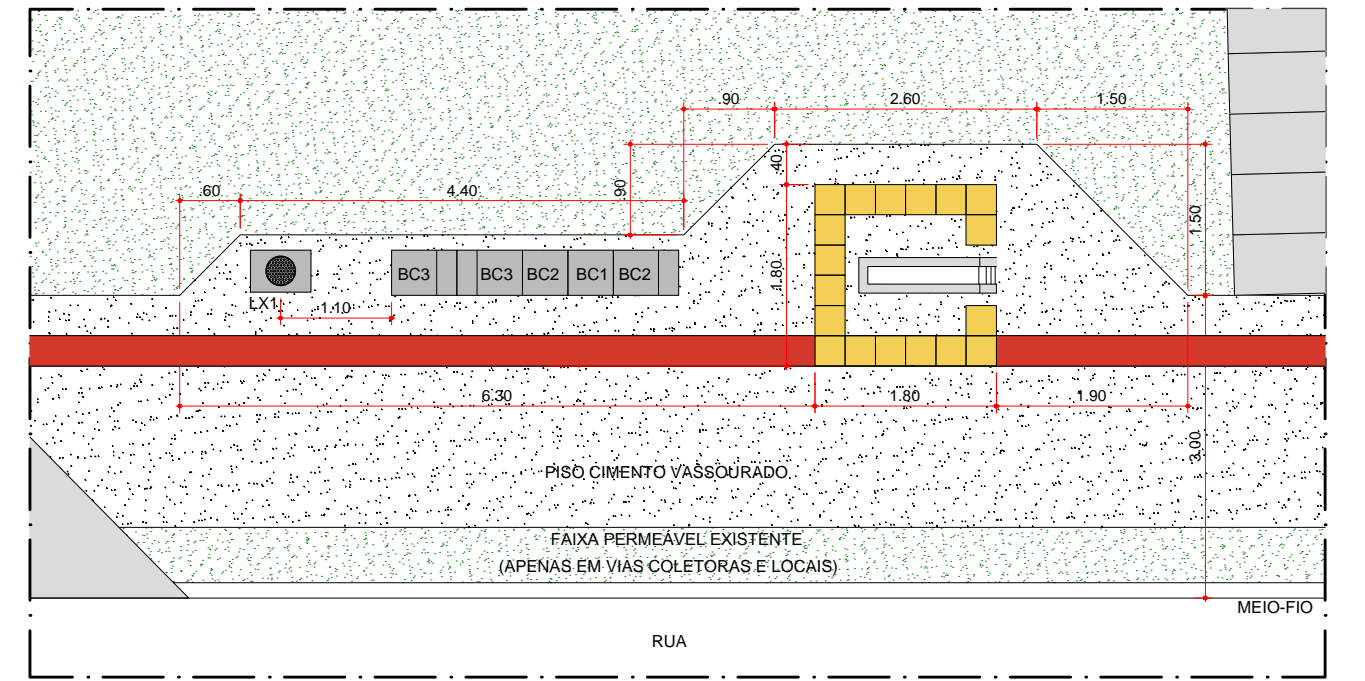 .90
2.60
1.50
.40
.60
4.40
.90
1.50
1.80
BC3
BC3
BC2
BC1
BC2
LX1
1.10
6.30
1.80
1.90
3.00
PISO CIMENTO VASSOURADO
FAIXA PERMEÁVEL EXISTENTE
(APENAS EM VIAS COLETORAS E LOCAIS)
MEIO-FIO
RUA